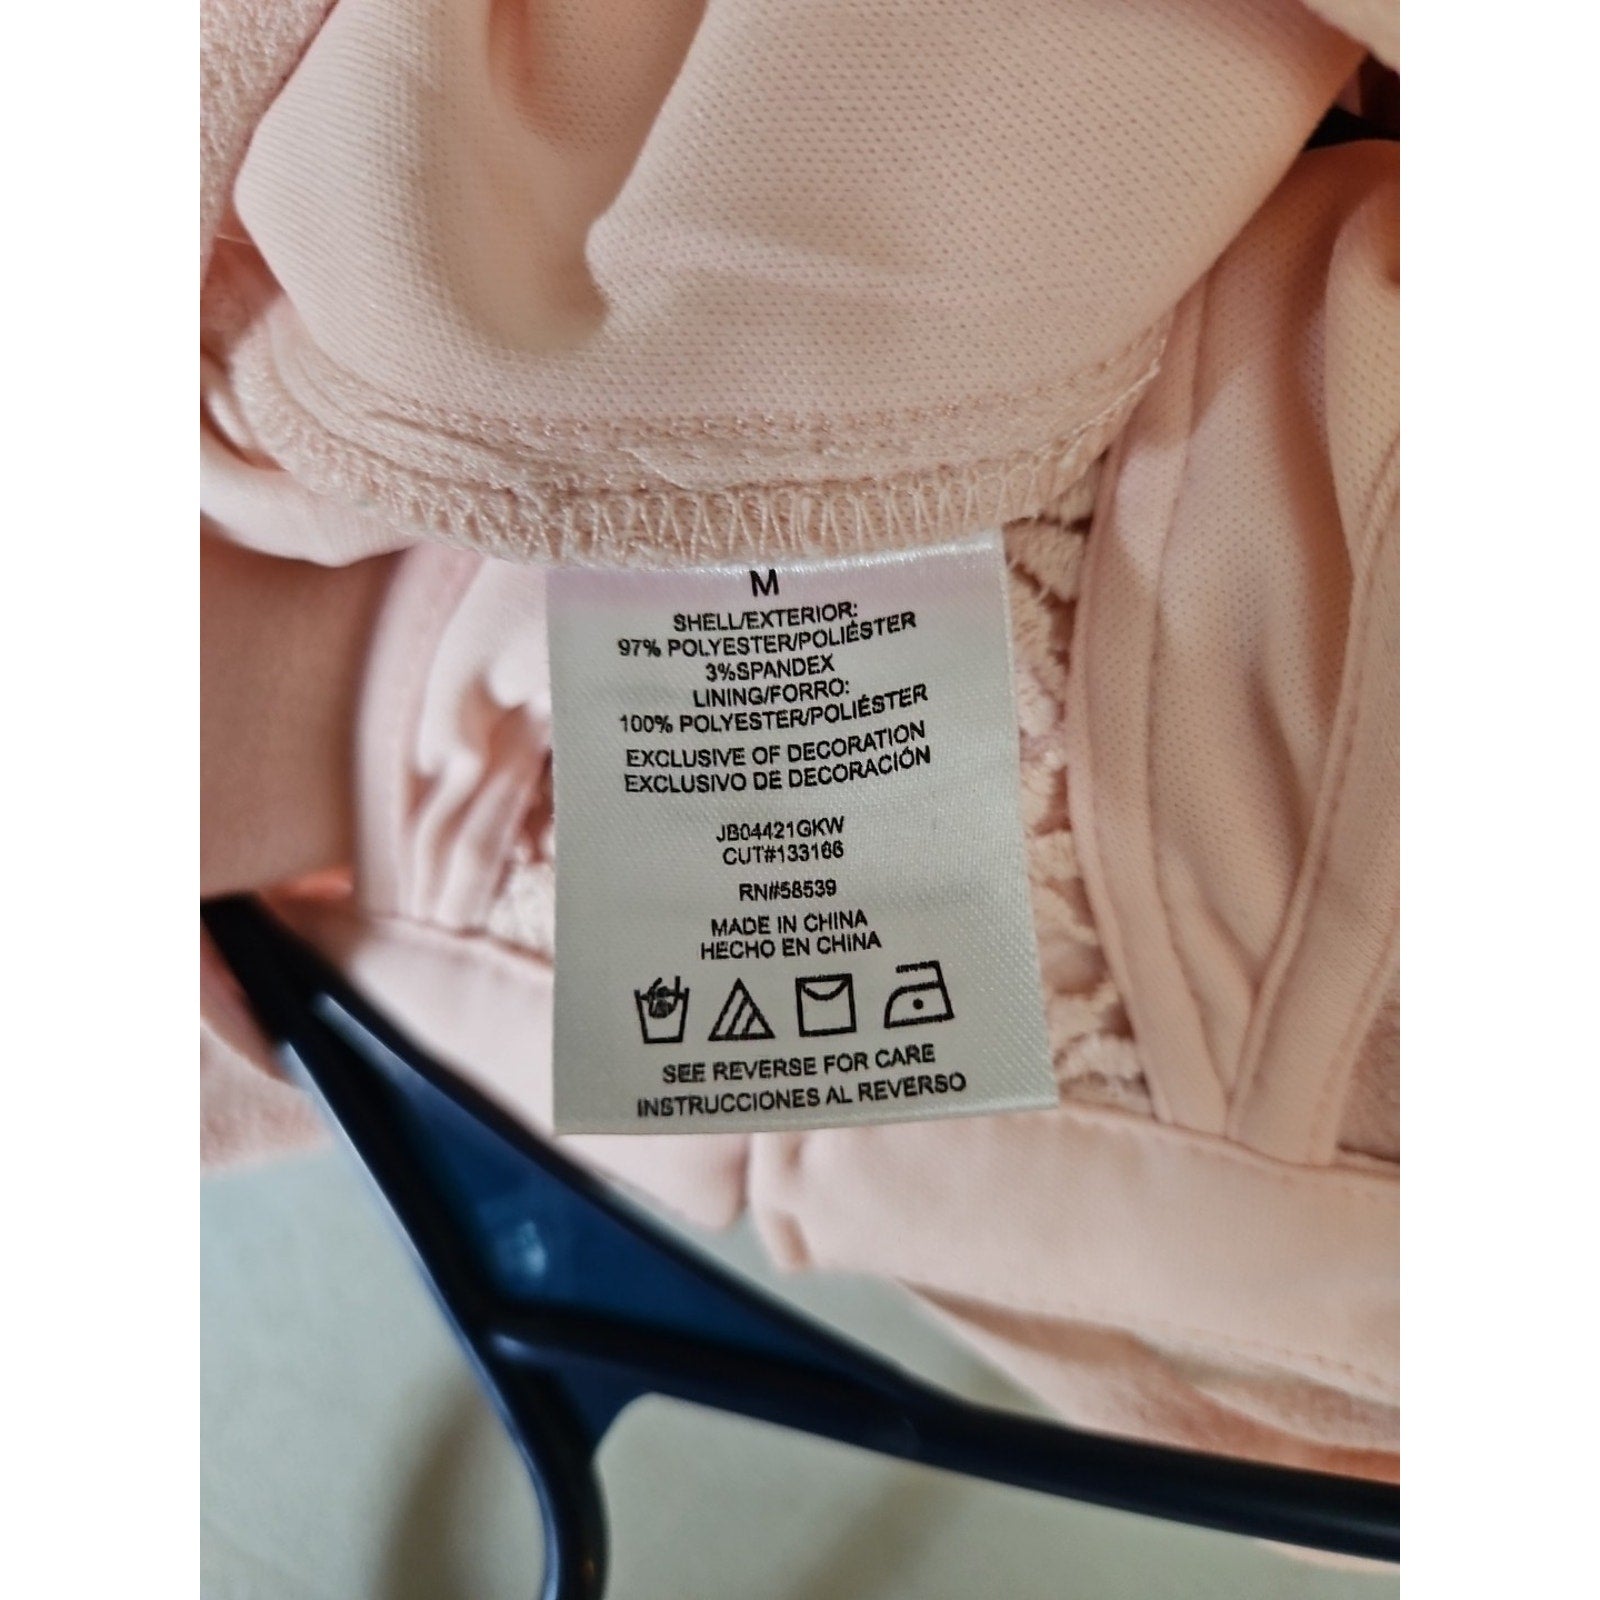 M
SHELL/EXTERIOR:
97% POLYESTER/POLIÉSTER
3%SPANDEX
LINING/FORRO:
100% POLYESTER/POLIÉSTER
EXCLUSIVE OF DECORATION
EXCLUSIVO DE DECORACIÓN
JB04421GKW
CUT#133166
RN#58539
MADE IN CHINA
HECHO EN CHINA
SEE REVERSE FOR CARE
INSTRUCCIONES AL REVERSO